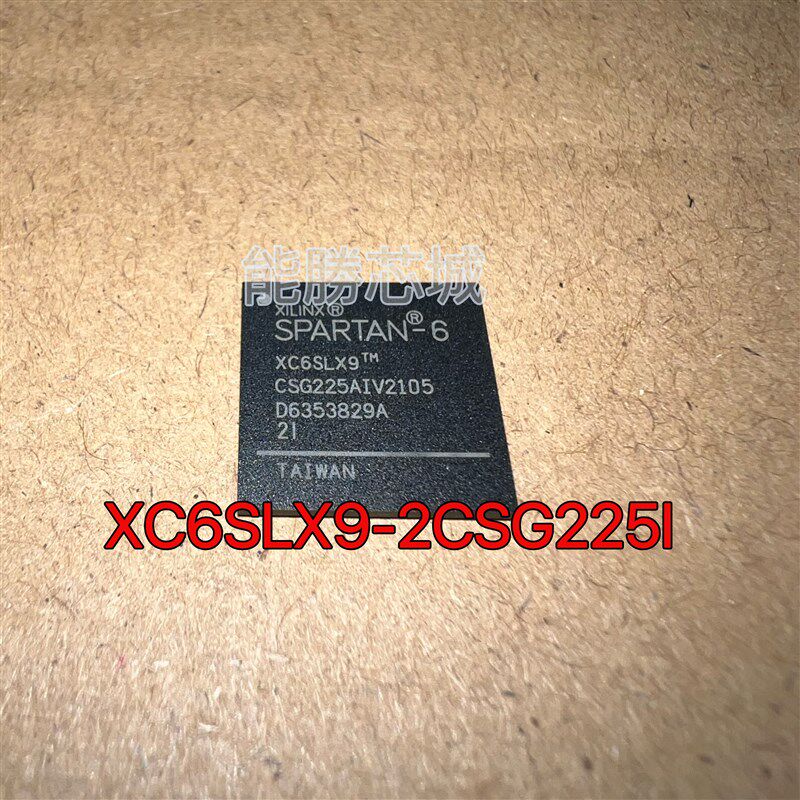 能勝芯城
XILINX®
SPARTAN®-6
XC6SLX9™
CSG225AIV2105
D6353829A
2I
TAIWAN
XC6SLX9-2CSG225I